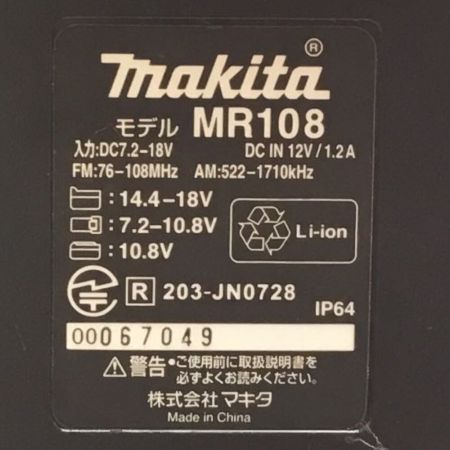 makita®
モデル MR108
入力:DC7.2-18V DC IN 12V/1.2A
FM:76-108MHz AM:522-1710kHz
:14.4-18V
:7.2-10.8V
:10.8V
Li-ion
R 203-JN0728
IP64
00067049
⚠警告・ご使用前に取扱説明書を
必ずよくお読みください。
株式会社 マキタ
Made in China